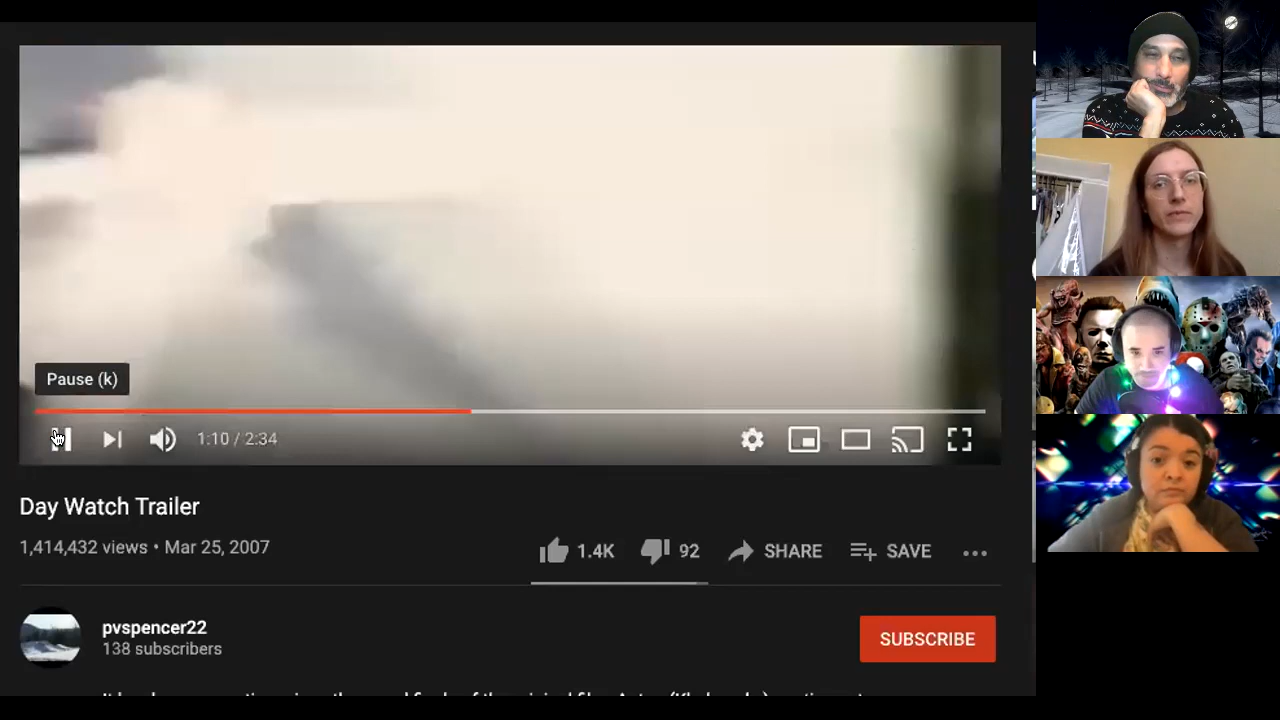 Pause (k)
1:10 / 2:34
Day Watch Trailer
1,414,432 views • Mar 25, 2007
1.4K
92
SHARE
SAVE
pvspencer22
138 subscribers
SUBSCRIBE